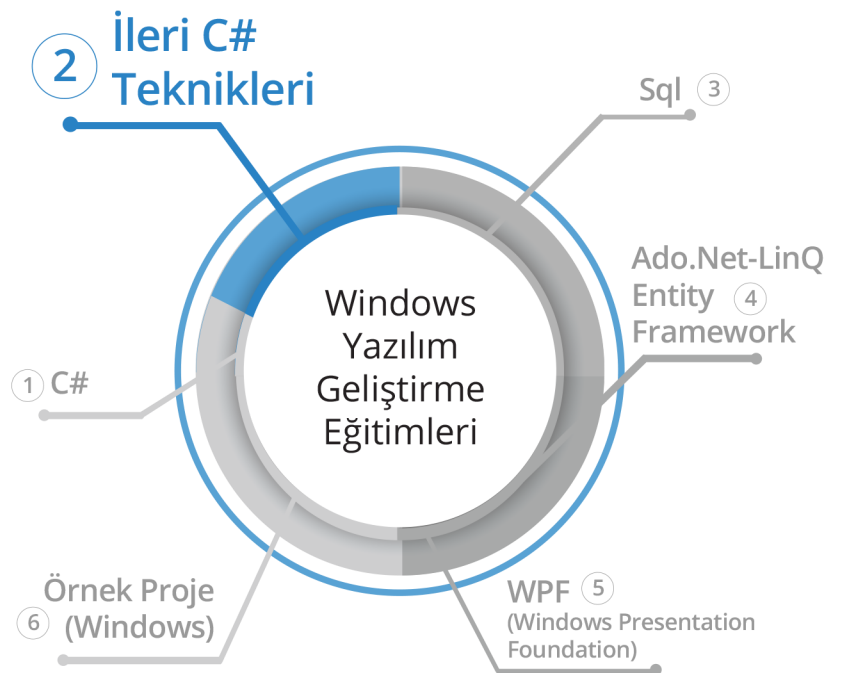 2
İleri C#
Teknikleri
Sql 3
Ado.Net-LinQ
Entity 4
Framework
Windows
Yazılım
Geliştirme
Eğitimleri
1 C#
Örnek Proje
6 (Windows)
WPF 5
(Windows Presentation
Foundation)